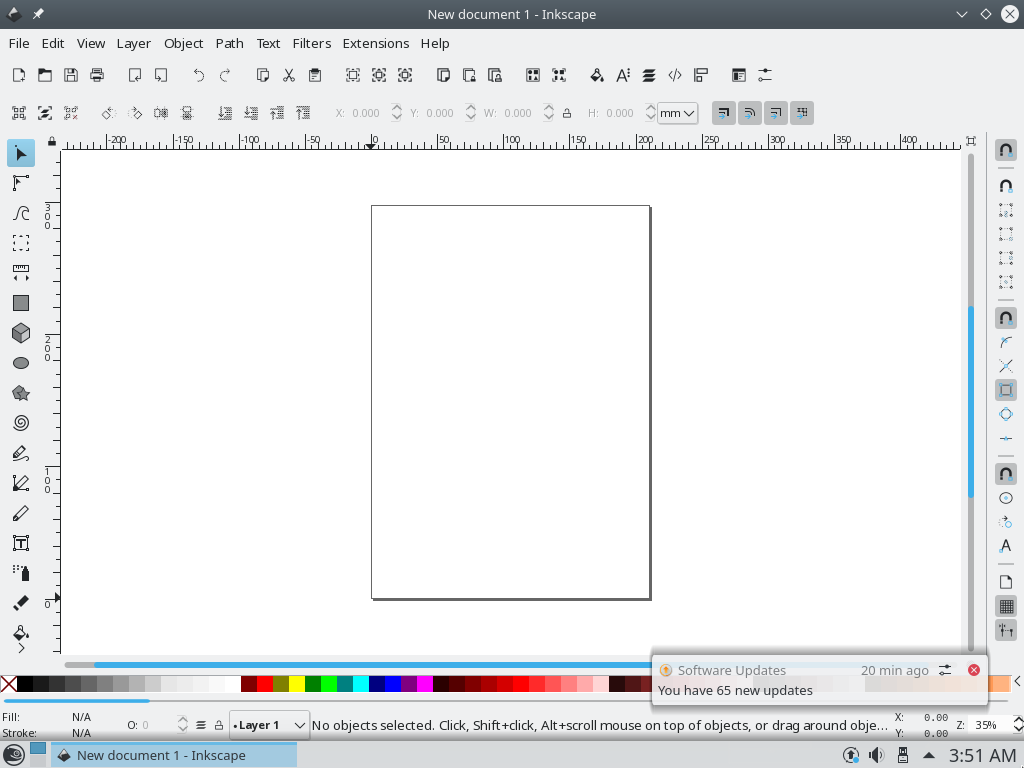 New document 1 - Inkscape
File Edit View Layer Object Path Text Filters Extensions Help
X: 0.000 Y: 0.000 W: 0.000 H: 0.000 mm
-200 -150 -100 -50 0 50 100 150 200 250 300 350 400
300
200
100
0
Software Updates 20 min ago
You have 65 new updates
Fill: N/A
Stroke: N/A
O: 0
•Layer 1
No objects selected. Click, Shift+click, Alt+scroll mouse on top of objects, or drag around obje...
X: 0.00
Y: 0.00
Z: 35%
New document 1 - Inkscape
3:51 AM